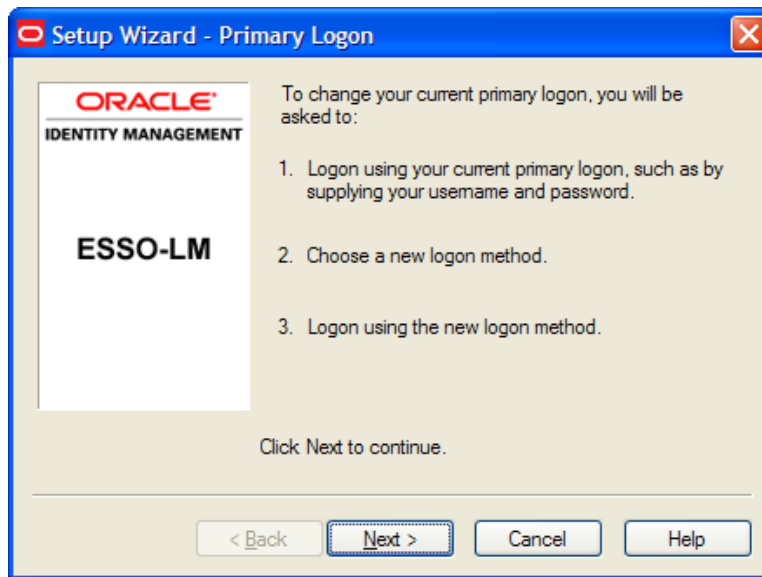 Setup Wizard - Primary Logon
ORACLE
IDENTITY MANAGEMENT
ESSO-LM
To change your current primary logon, you will be
asked to:
1. Logon using your current primary logon, such as by
supplying your username and password.
2. Choose a new logon method.
3. Logon using the new logon method.
Click Next to continue.
< Back
Next >
Cancel
Help